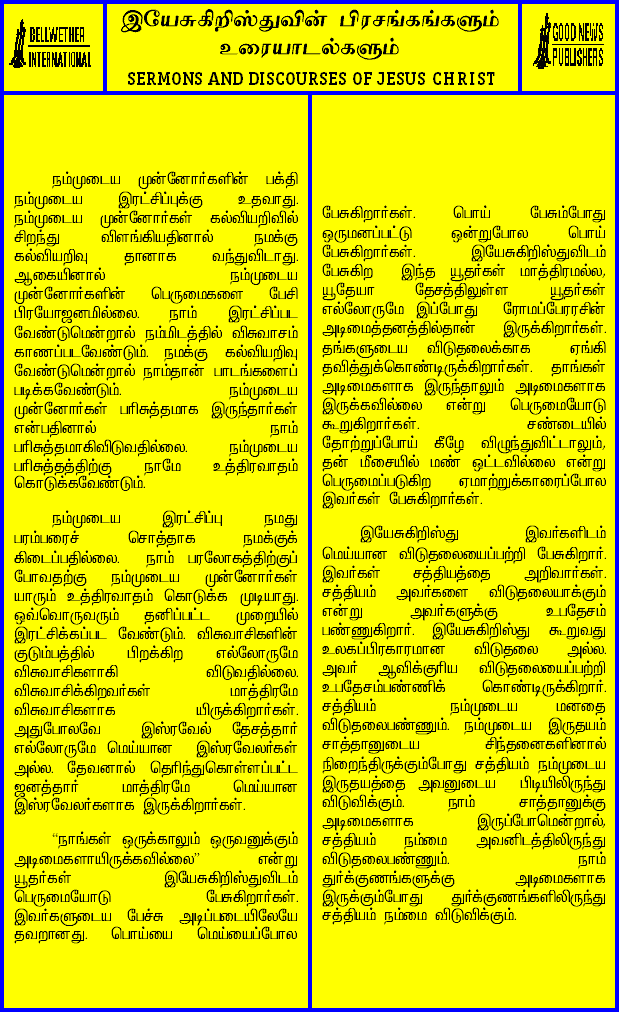 BELLWETHER
INTERNATIONAL
இயேசுகிறிஸ்துவின் பிரசங்கங்களும்
உரையாடல்களும்
SERMONS AND DISCOURSES OF JESUS CHRIST
GOOD NEWS
PUBLISHERS
நம்முடைய முன்னோர்களின் பக்தி
நம்முடைய இரட்சிப்புக்கு உதவாது.
நம்முடைய முன்னோர்கள் கல்வியறிவில்
சிறந்து விளங்கியதினால் நமக்கு
கல்வியறிவு தானாக வந்துவிடாது.
ஆகையினால் நம்முடைய
முன்னோர்களின் பெருமைகளை பேசி
பிரயோஜனமில்லை. நாம் இரட்சிப்பட
வேண்டுமென்றால் நம்மிடத்தில் விசுவாசம்
காணப்படவேண்டும். நமக்கு கல்வியறிவு
வேண்டுமென்றால் நாம்தான் பாடங்களைப்
படிக்கவேண்டும். நம்முடைய
முன்னோர்கள் பரிசுத்தமாக இருந்தார்கள்
என்பதினால் நாம்
பரிசுத்தமாகிவிடுவதில்லை. நம்முடைய
பரிசுத்தத்திற்கு நாமே உத்திரவாதம்
கொடுக்கவேண்டும்.
நம்முடைய இரட்சிப்பு நமது
பரம்பரைச் சொத்தாக நமக்குக்
கிடைப்பதில்லை. நாம் பரலோகத்திற்குப்
போவதற்கு நம்முடைய முன்னோர்கள்
யாரும் உத்திரவாதம் கொடுக்க முடியாது.
ஒவ்வொருவரும் தனிப்பட்ட முறையில்
இரட்சிக்கப்பட வேண்டும். விசுவாசிகளின்
குடும்பத்தில் பிறக்கிற எல்லோருமே
விசுவாசிகளாகி விடுவதில்லை.
விசுவாசிக்கிறவர்கள் மாத்திரமே
விசுவாசிகளாக யிருக்கிறார்கள்.
அதுபோலவே இஸ்ரவேல் தேசத்தார்
எல்லோருமே மெய்யான இஸ்ரவேலர்கள்
அல்ல. தேவனால் தெரிந்துகொள்ளப்பட்ட
ஜனத்தார் மாத்திரமே மெய்யான
இஸ்ரவேலர்களாக இருக்கிறார்கள்.
“நாங்கள் ஒருக்காலும் ஒருவனுக்கும்
அடிமைகளாயிருக்கவில்லை” என்று
யூதர்கள் இயேசுகிறிஸ்துவிடம்
பெருமையோடு பேசுகிறார்கள்.
இவர்களுடைய பேச்சு அடிப்படையிலேயே
தவறானது. பொய்யை மெய்யைப்போல
பேசுகிறார்கள். பொய் பேசும்போது
ஒருமனப்பட்டு ஒன்றுபோல பொய்
பேசுகிறார்கள். இயேசுகிறிஸ்துவிடம்
பேசுகிற இந்த யூதர்கள் மாத்திரமல்ல,
யூதேயா தேசத்திலுள்ள யூதர்கள்
எல்லோருமே இப்போது ரோமப்பேரரசின்
அடிமைத்தனத்தில்தான் இருக்கிறார்கள்.
தங்களுடைய விடுதலைக்காக ஏங்கி
தவித்துக்கொண்டிருக்கிறார்கள். தாங்கள்
அடிமைகளாக இருந்தாலும் அடிமைகளாக
இருக்கவில்லை என்று பெருமையோடு
கூறுகிறார்கள். சண்டையில்
தோற்றுப்போய் கீழே விழுந்துவிட்டாலும்,
தன் மீசையில் மண் ஒட்டவில்லை என்று
பெருமைப்படுகிற ஏமாற்றுக்காரைப்போல
இவர்கள் பேசுகிறார்கள்.
இயேசுகிறிஸ்து இவர்களிடம்
மெய்யான விடுதலையைப்பற்றி பேசுகிறார்.
இவர்கள் சத்தியத்தை அறிவார்கள்.
சத்தியம் அவர்களை விடுதலையாக்கும்
என்று அவர்களுக்கு உபதேசம்
பண்ணுகிறார். இயேசுகிறிஸ்து கூறுவது
உலகப்பிரகாரமான விடுதலை அல்ல.
அவர் ஆவிக்குரிய விடுதலையைப்பற்றி
உபதேசம்பண்ணிக் கொண்டிருக்கிறார்.
சத்தியம் நம்முடைய மனதை
விடுதலைபண்ணும். நம்முடைய இருதயம்
சாத்தானுடைய சிந்தனைகளினால்
நிறைந்திருக்கும்போது சத்தியம் நம்முடைய
இருதயத்தை அவனுடைய பிடியிலிருந்து
விடுவிக்கும். நாம் சாத்தானுக்கு
அடிமைகளாக இருப்போமென்றால்,
சத்தியம் நம்மை அவனிடத்திலிருந்து
விடுதலைபண்ணும். நாம்
துர்க்குணங்களுக்கு அடிமைகளாக
இருக்கும்போது துர்க்குணங்களிலிருந்து
சத்தியம் நம்மை விடுவிக்கும்.